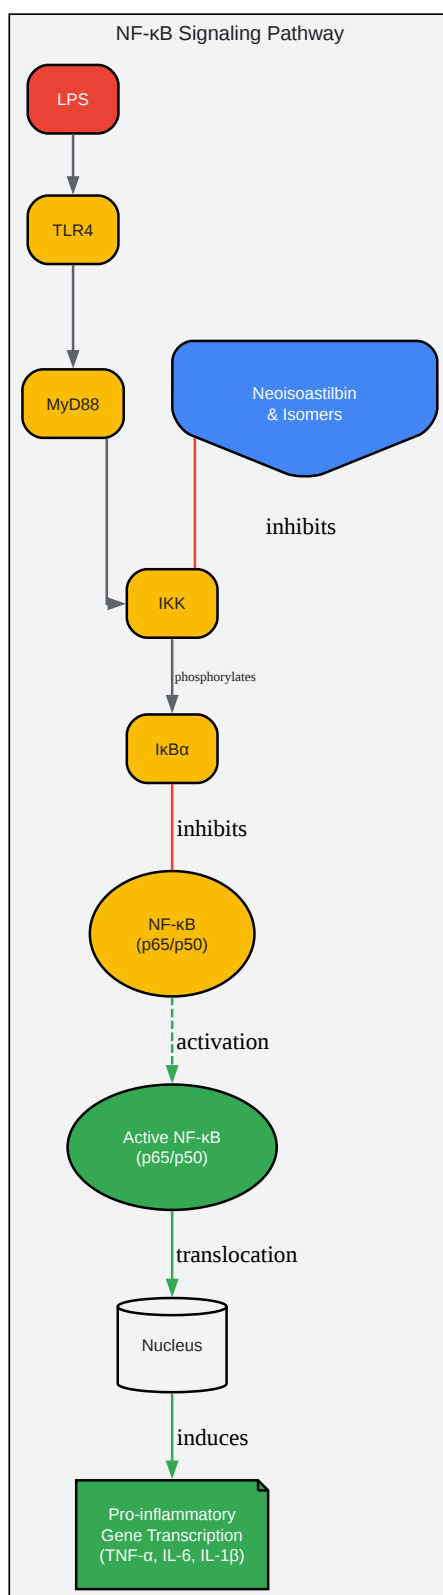 NF-κB Signaling Pathway
LPS
TLR4
MyD88
Neoisoastilbin
& Isomers
inhibits
IKK
phosphorylates
IκBα
inhibits
NF-κB
(p65/p50)
activation
Active NF-κB
(p65/p50)
translocation
Nucleus
induces
Pro-inflammatory
Gene Transcription
(TNF-α, IL-6, IL-1β)